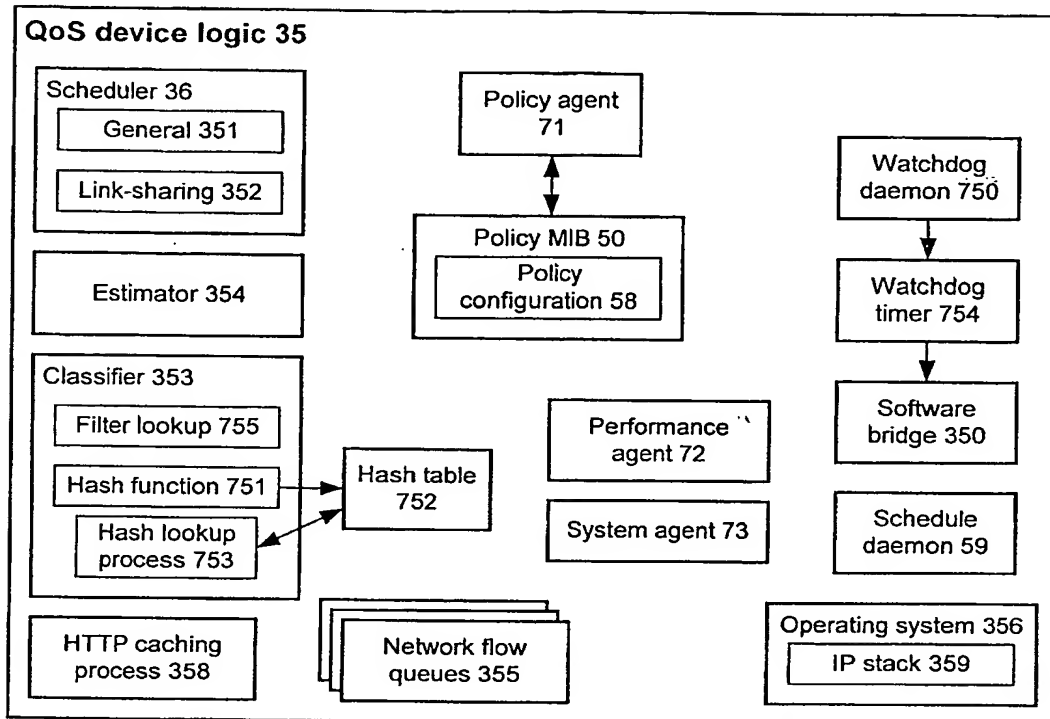 QoS device logic 35
Scheduler 36
General 351
Link-sharing 352
Estimator 354
Classifier 353
Filter lookup 755
Hash function 751
Hash lookup
process 753
HTTP caching
process 358
Policy agent
71
Policy MIB 50
Policy
configuration 58
Hash table
752
Performance
agent 72
System agent 73
Network flow
queues 355
Watchdog
daemon 750
Watchdog
timer 754
Software
bridge 350
Schedule
daemon 59
Operating system 356
IP stack 359